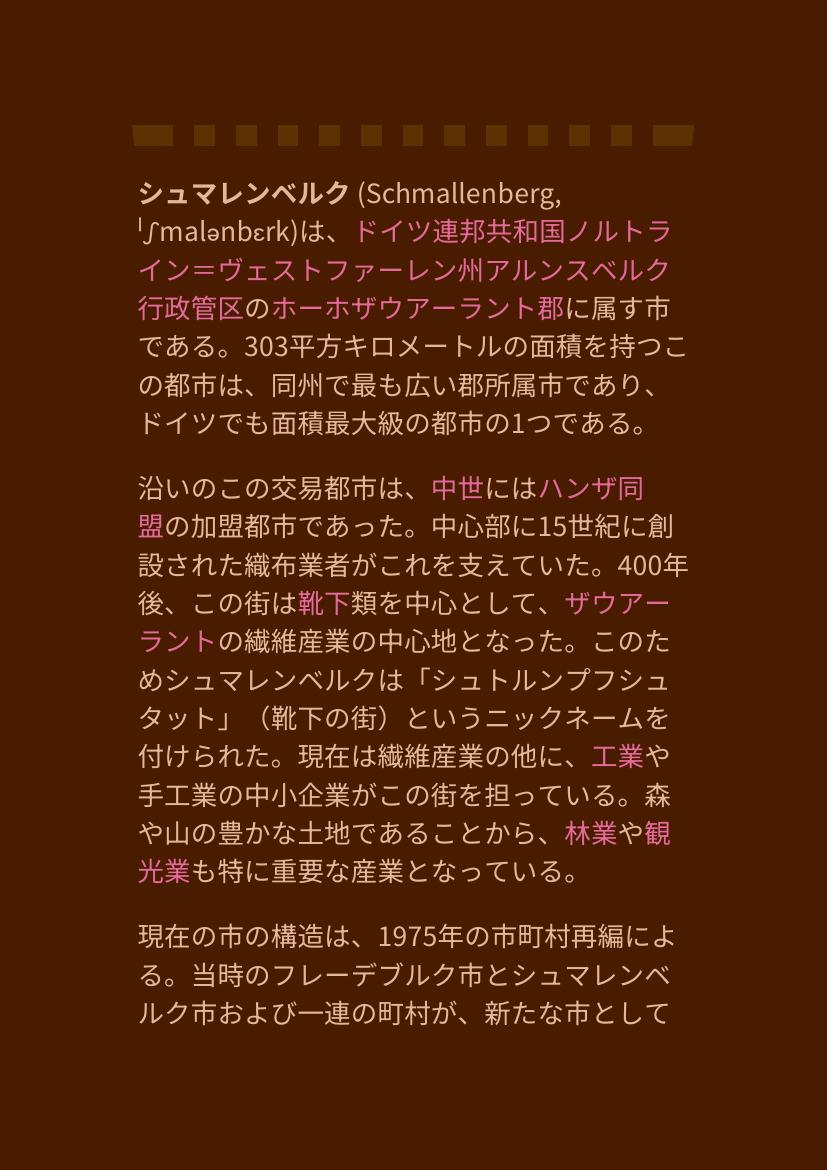 シュマレンベルク (Schmallenberg,
ˈʃmalənbɛrk)は、ドイツ連邦共和国ノルトラ
イン＝ヴェストファーレン州アルンスベルク
行政管区のホーホザウアーラント郡に属す市
である。303平方キロメートルの面積を持つこ
の都市は、同州で最も広い郡所属市であり、
ドイツでも面積最大級の都市の1つである。
沿いのこの交易都市は、中世にはハンザ同
盟の加盟都市であった。中心部に15世紀に創
設された織布業者がこれを支えていた。400年
後、この街は靴下類を中心として、ザウアー
ラントの繊維産業の中心地となった。このた
めシュマレンベルクは「シュトルンプフシュ
タット」（靴下の街）というニックネームを
付けられた。現在は繊維産業の他に、工業や
手工業の中小企業がこの街を担っている。森
や山の豊かな土地であることから、林業や観
光業も特に重要な産業となっている。
現在の市の構造は、1975年の市町村再編によ
る。当時のフレーデブルク市とシュマレンベ
ルク市および一連の町村が、新たな市として